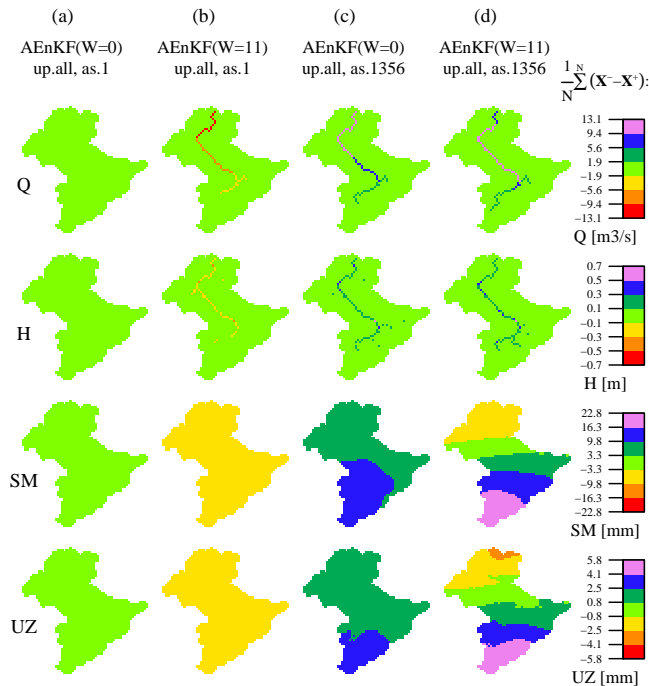 (a) (b) (c) (d)
AEnKF(W=0) AEnKF(W=11) AEnKF(W=0) AEnKF(W=11)
up.all, as.1 up.all, as.1 up.all, as.1356 up.all, as.1356
1/N N∑ (X⁻–X⁺):
Q
13.1
9.4
5.6
1.9
−1.9
−5.6
−9.4
−13.1
Q [m3/s]
H
0.7
0.5
0.3
0.1
−0.1
−0.3
−0.5
−0.7
H [m]
SM
22.8
16.3
9.8
3.3
−3.3
−9.8
−16.3
−22.8
SM [mm]
UZ
5.8
4.1
2.5
0.8
−0.8
−2.5
−4.1
−5.8
UZ [mm]